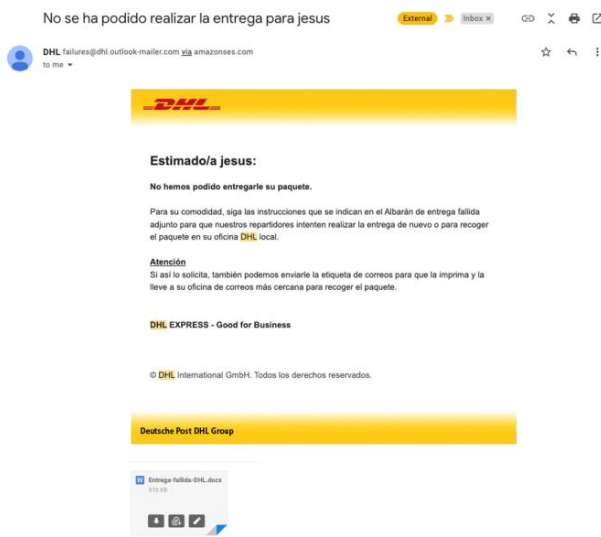 No se ha podido realizar la entrega para jesus
External
Inbox ×
DHL failures@dhl.outlook-mailer.com via amazonses.com
to me
DHL
Estimado/a jesus:
No hemos podido entregarle su paquete.
Para su comodidad, siga las instrucciones que se indican en el Albarán de entrega fallida
adjunto para que nuestros repartidores intenten realizar la entrega de nuevo o para recoger
el paquete en su oficina DHL local.
Atención
Si así lo solicita, también podemos enviarle la etiqueta de correos para que la imprima y la
lleve a su oficina de correos más cercana para recoger el paquete.
DHL EXPRESS - Good for Business
© DHL International GmbH. Todos los derechos reservados.
Deutsche Post DHL Group
W Entrega-fallida-DHL.docx